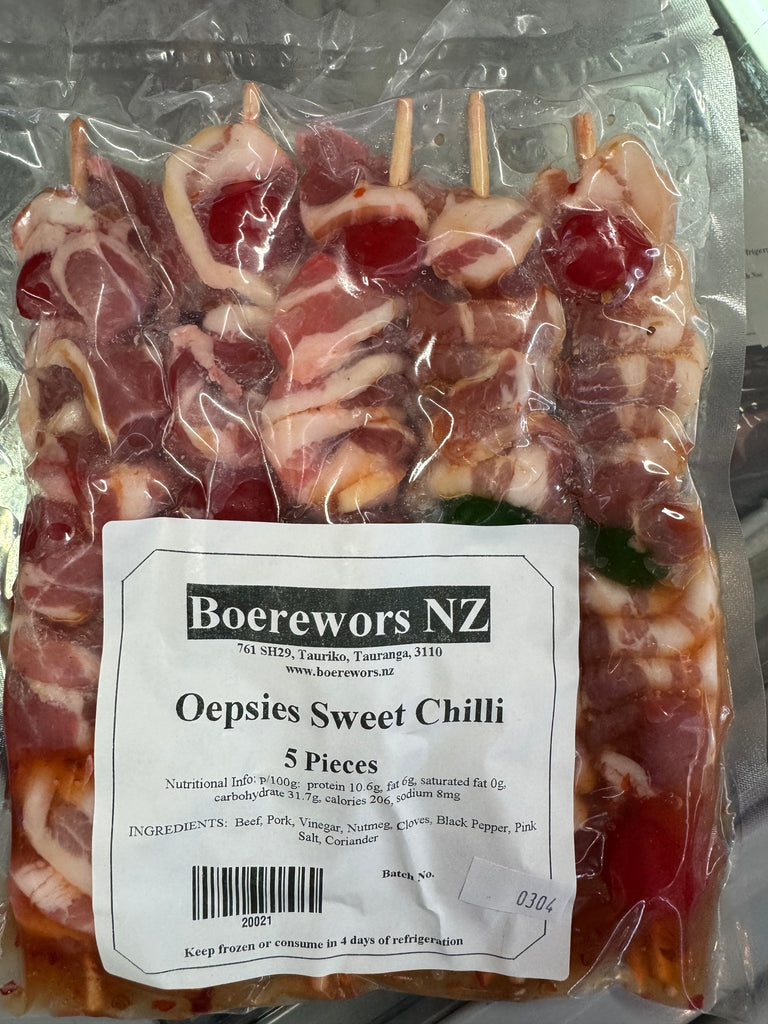 Boerewors NZ
761 SH29, Tauriko, Tauranga, 3110
www.boerewors.nz
Oepsies Sweet Chilli
5 Pieces
Nutritional Info: p/100g: protein 10.6g, fat 6g, saturated fat 0g,
carbohydrate 31.7g, calories 206, sodium 8mg
INGREDIENTS: Beef, Pork, Vinegar, Nutmeg, Cloves, Black Pepper, Pink
Salt, Coriander
Batch No.
0304
20021
Keep frozen or consume in 4 days of refrigeration